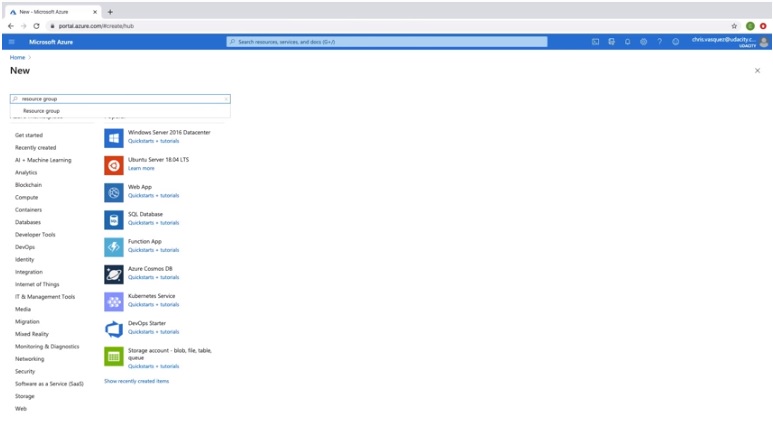 New - Microsoft Azure
portal.azure.com/#create/hub
Microsoft Azure
Search resources, services, and docs (G+/)
chris.vasquez@udacity.c...
UDACITY
Home
New
resource group
Resource group
Get started
Recently created
AI + Machine Learning
Analytics
Blockchain
Compute
Containers
Databases
Developer Tools
DevOps
Identity
Integration
Internet of Things
IT & Management Tools
Media
Migration
Mixed Reality
Monitoring & Diagnostics
Networking
Security
Software as a Service (SaaS)
Storage
Web
Windows Server 2016 Datacenter
Quickstarts + tutorials
Ubuntu Server 18.04 LTS
Learn more
Web App
Quickstarts + tutorials
SQL Database
Quickstarts + tutorials
Function App
Quickstarts + tutorials
Azure Cosmos DB
Quickstarts + tutorials
Kubernetes Service
Quickstarts + tutorials
DevOps Starter
Quickstarts + tutorials
Storage account - blob, file, table,
queue
Quickstarts + tutorials
Show recently created items